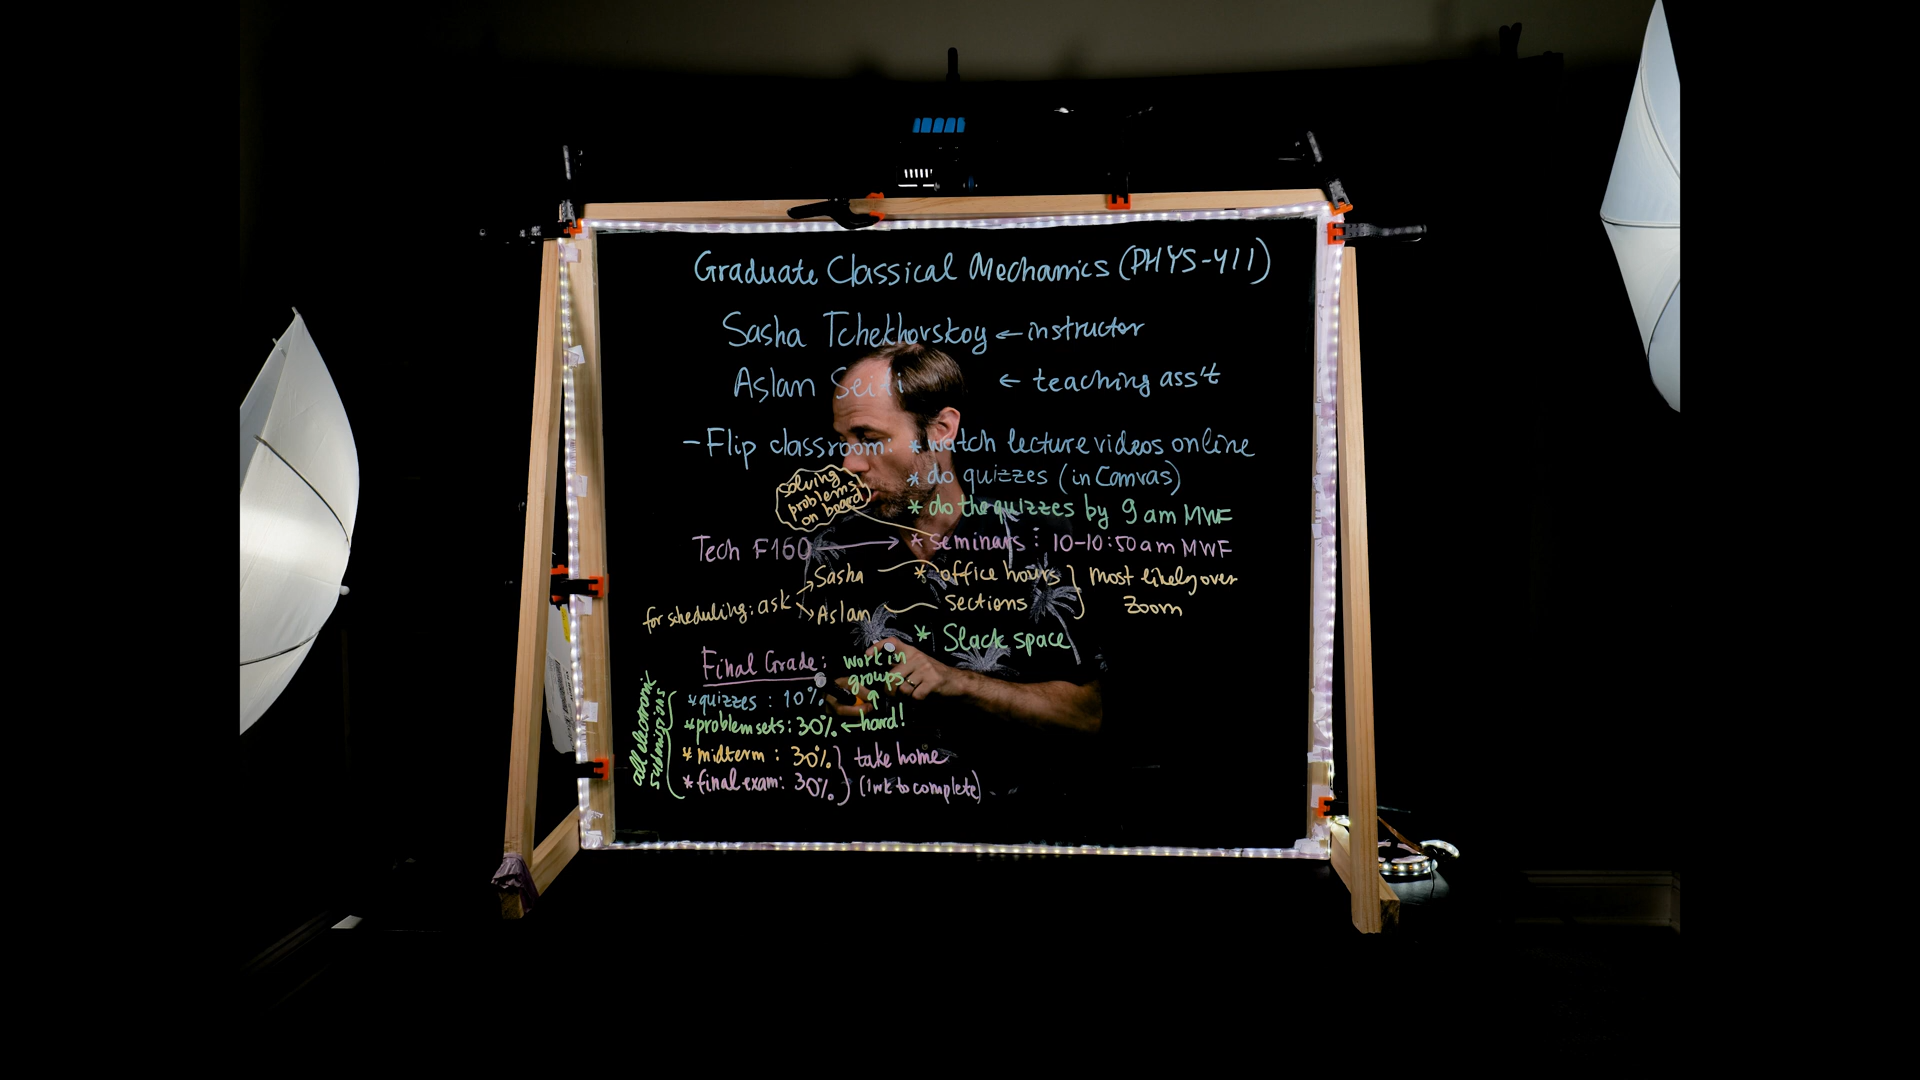 Graduate Classical Mechanics (PHYS-411)
Sasha Tchekhovskoy ← instructor
Aslan ← teaching ass't
- Flip classroom: * watch lecture videos online
* do quizzes (in Canvas)
solving
problems
on board
* do the quizzes by 9 am MWF
Tech F160 → * seminars: 10-10:50 am MWF
Sasha * office hours } most likely over
for scheduling: ask Aslan sections Zoom
* Slack space
Final Grade: work in
groups
* quizzes: 10%
* problem sets: 30% ← hard!
* midterm: 30% } take home
* final exam: 30% (1wk to complete)
all electronic
submissions